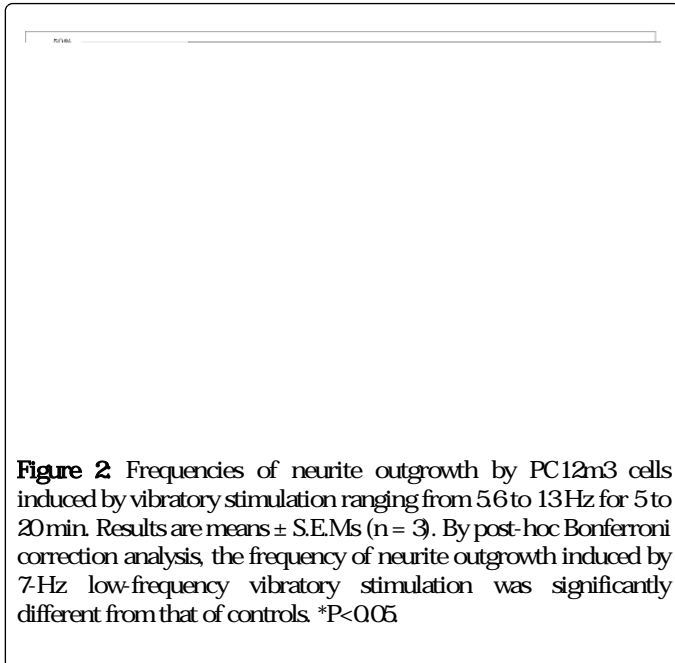 Figure 2: Frequencies of neurite outgrowth by PC12m3 cells
induced by vibratory stimulation ranging from 5.6 to 13 Hz for 5 to
20 min. Results are means ± S.E.Ms (n = 3). By post-hoc Bonferroni
correction analysis, the frequency of neurite outgrowth induced by
7-Hz low-frequency vibratory stimulation was significantly
different from that of controls. *P<0.05.